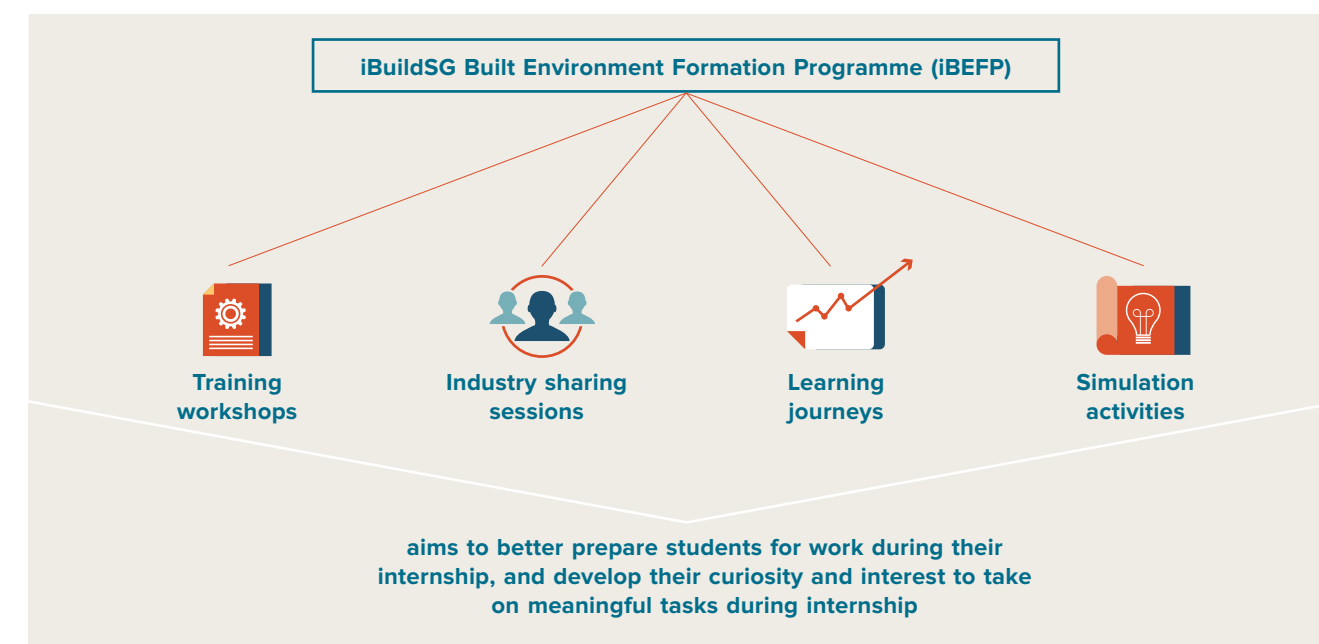 iBuildSG Built Environment Formation Programme (iBEFP)
Training
workshops
Industry sharing
sessions
Learning
journeys
Simulation
activities
aims to better prepare students for work during their
internship, and develop their curiosity and interest to take
on meaningful tasks during internship